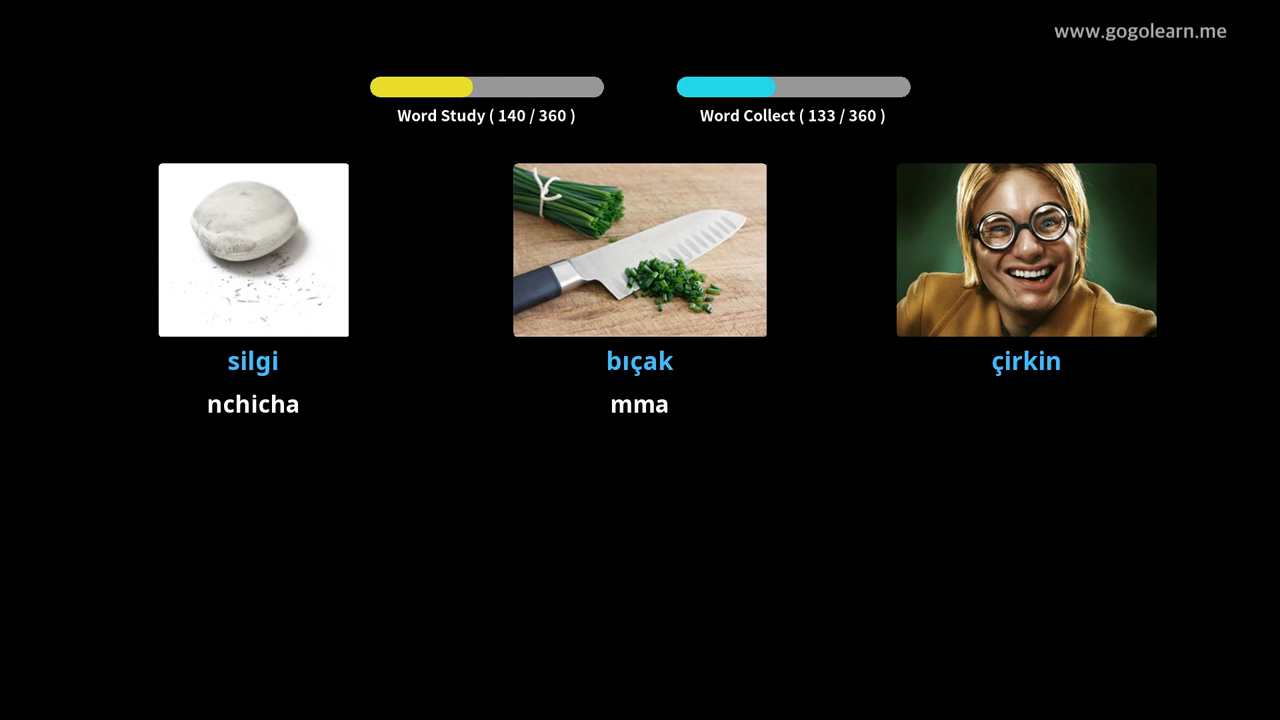 www.gogolearn.me
Word Study ( 140 / 360 )
Word Collect ( 133 / 360 )
silgi
bıçak
çirkin
nchicha
mma